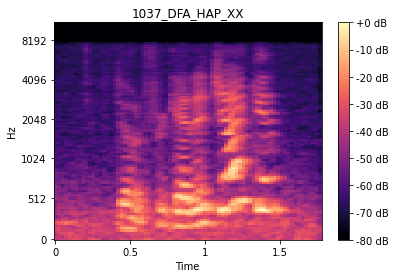 1037_DFA_HAP_XX
+0 dB
8192
-10 dB
4096
-20 dB
-30 dB
2048
Hz
-40 dB
1024
-50 dB
512
-60 dB
-70 dB
0
-80 dB
0
0.5
1
1.5
Time